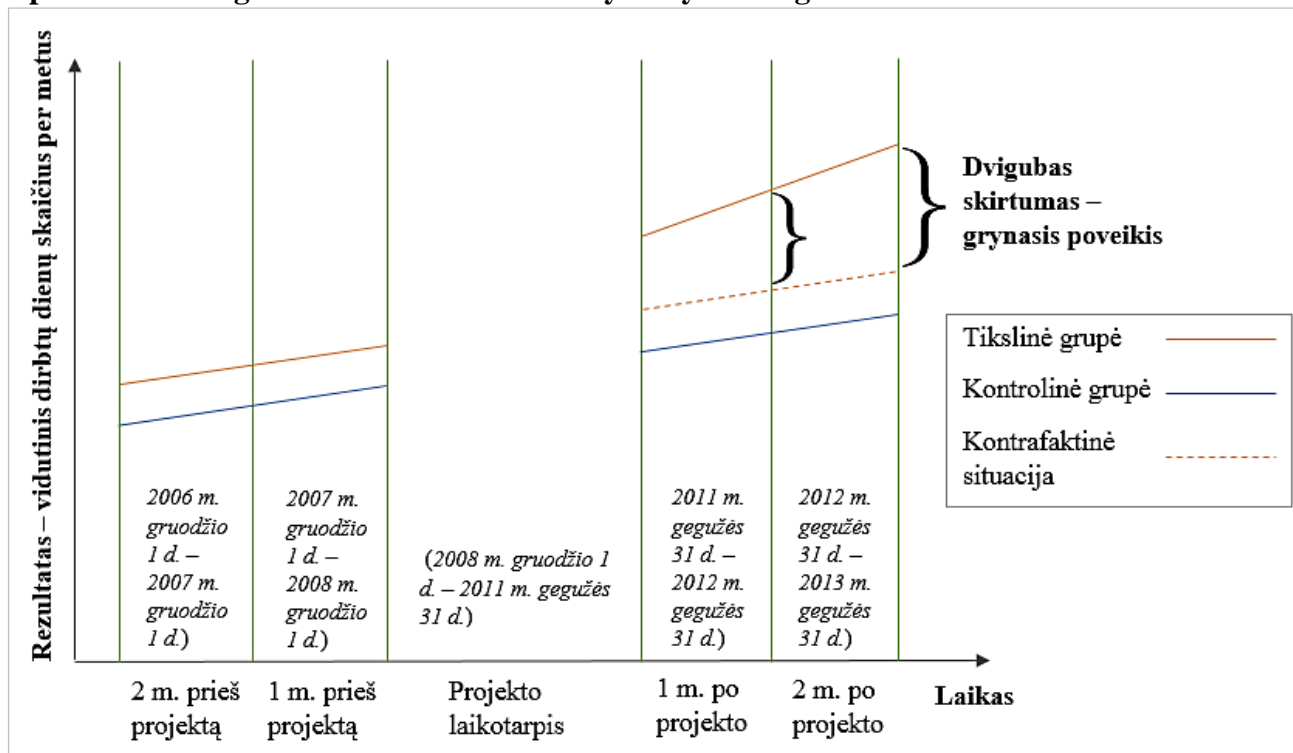 Rezultatas – vidutinis dirbtų dienų skaičius per metus
Dvigubas
skirtumas –
grynasis poveikis
Tikslinė grupė
Kontrolinė grupė
Kontrafaktinė
situacija
2006 m.
gruodžio
1 d. –
2007 m.
gruodžio
1 d.)
2007 m.
gruodžio
1 d. –
2008 m.
gruodžio
1 d.)
(2008 m. gruodžio 1
d. – 2011 m. gegužės
31 d.)
2011 m.
gegužės
31 d. –
2012 m.
gegužės
31 d.)
2012 m.
gegužės
31 d. –
2013 m.
gegužės
31 d.)
2 m. prieš
projektą
1 m. prieš
projektą
Projekto
laikotarpis
1 m. po
projekto
2 m. po
projekto
Laikas